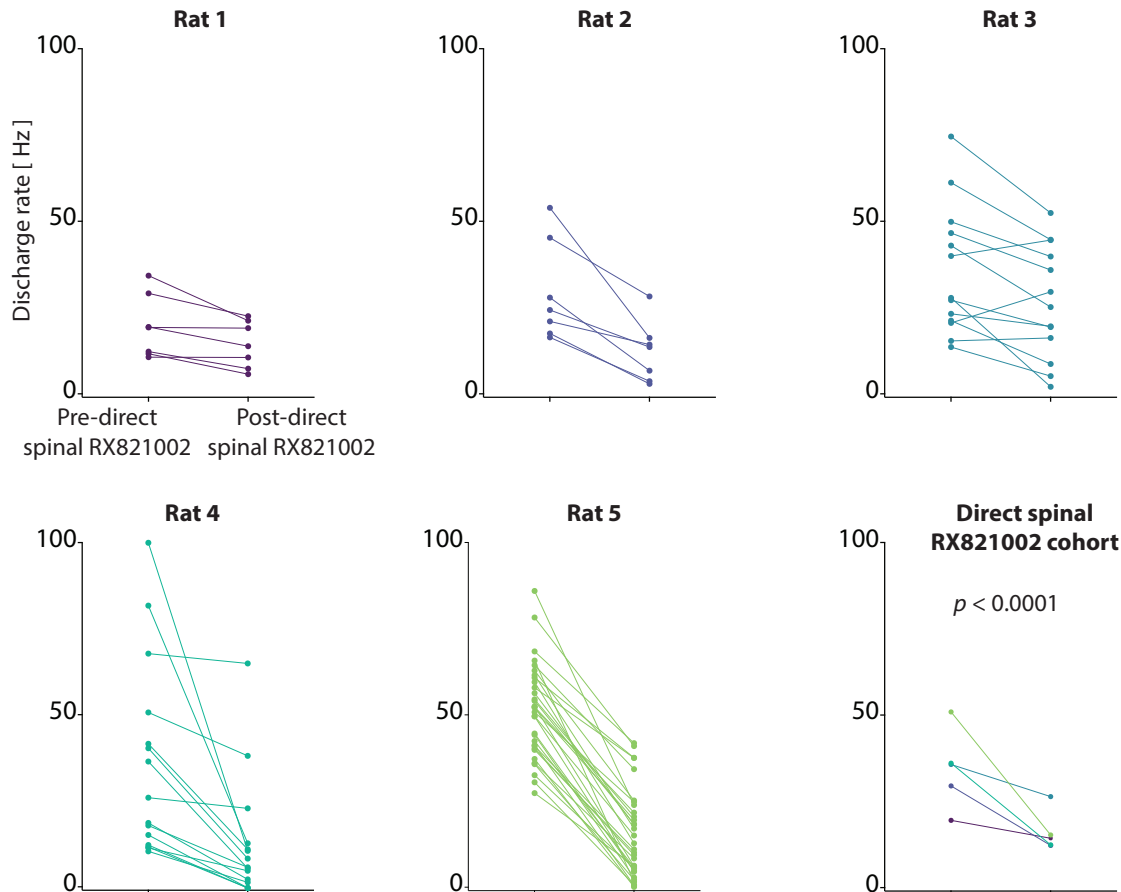 Rat 1
Rat 2
Rat 3
100
100
100
50
50
50
0
0
0
Discharge rate [ Hz ]
Pre-direct
spinal RX821002
Post-direct
spinal RX821002
Rat 4
Rat 5
Direct spinal
RX821002 cohort
100
100
100
p < 0.0001
50
50
50
0
0
0